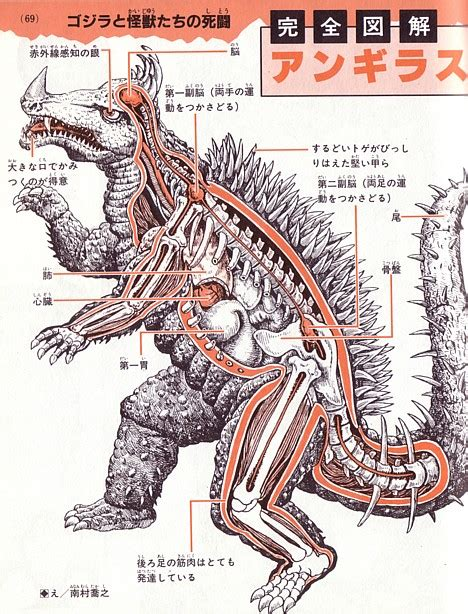 (69)
ゴジラと怪獣たちの死闘
完全図解
アンギラス
赤外線感知の眼
脳
第一副脳(両手の運
動をつかさどる)
大きな口でかみ
つくのが得意
するどいトゲがびっし
りはえた堅い甲ら
第二副脳(両足の運
動をつかさどる)
尾
骨盤
肺
心臓
第一胃
後ろ足の筋肉はとても
発達している
◆え/南村喬之